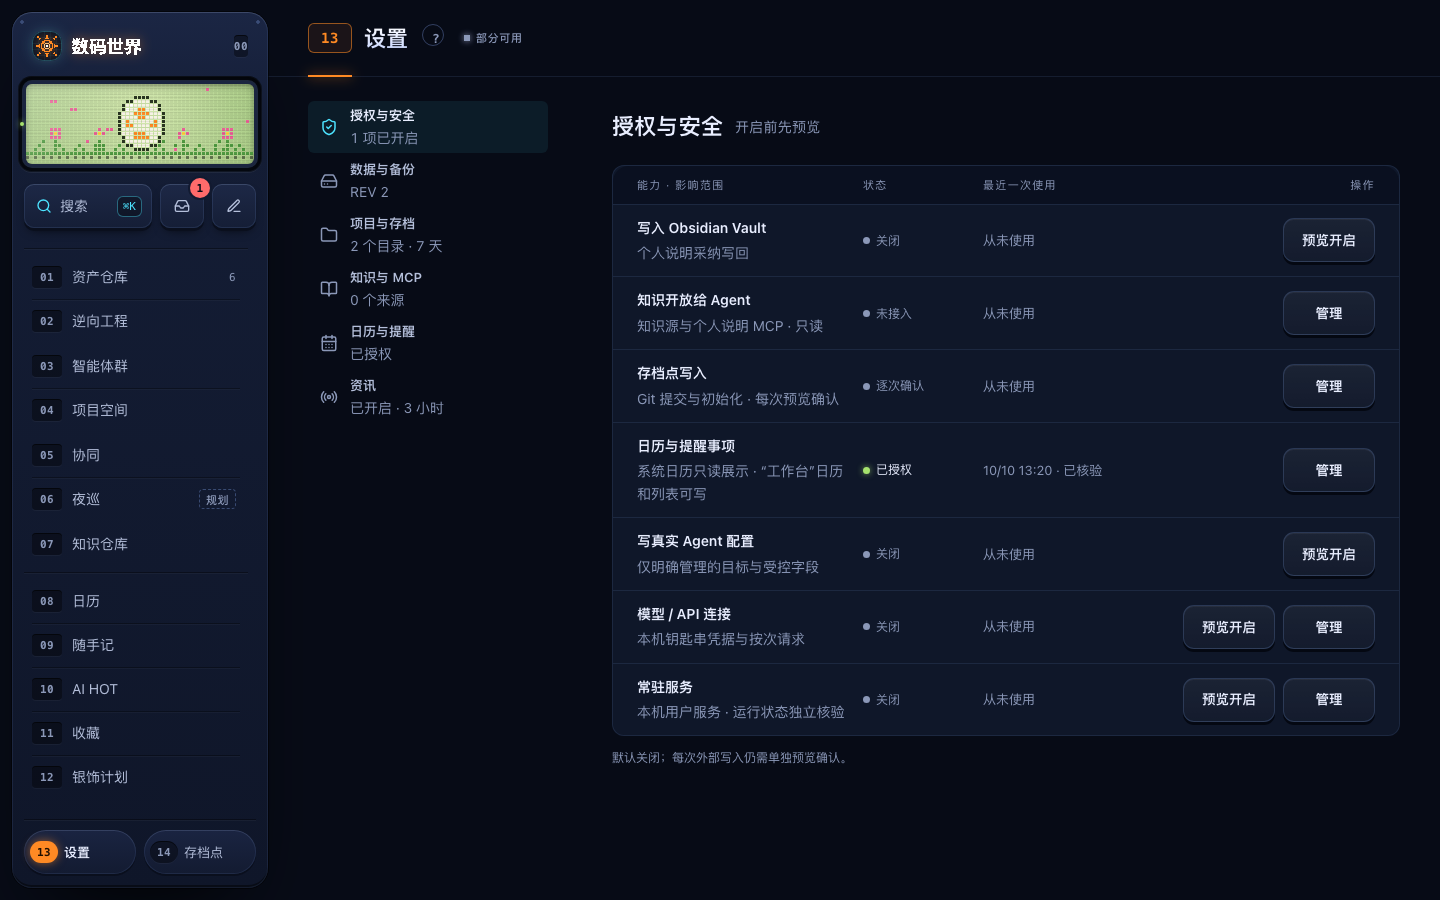 数码世界
00
搜索
⌘K
1
01 资产仓库 6
02 逆向工程
03 智能体群
04 项目空间
05 协同
06 夜巡 规划
07 知识仓库
08 日历
09 随手记
10 AI HOT
11 收藏
12 银饰计划
13 设置
14 存档点
13 设置 ? 部分可用
授权与安全
1 项已开启
数据与备份
REV 2
项目与存档
2 个目录 · 7 天
知识与 MCP
0 个来源
日历与提醒
已授权
资讯
已开启 · 3 小时
授权与安全 开启前先预览
能力 · 影响范围 状态 最近一次使用 操作
写入 Obsidian Vault
个人说明采纳写回
关闭 从未使用 预览开启
知识开放给 Agent
知识源与个人说明 MCP · 只读
未接入 从未使用 管理
存档点写入
Git 提交与初始化 · 每次预览确认
逐次确认 从未使用 管理
日历与提醒事项
系统日历只读展示 · “工作台”日历
和列表可写
已授权 10/10 13:20 · 已核验 管理
写真实 Agent 配置
仅明确管理的目标与受控字段
关闭 从未使用 预览开启
模型 / API 连接
本机钥匙串凭据与按次请求
关闭 从未使用 预览开启 管理
常驻服务
本机用户服务 · 运行状态独立核验
关闭 从未使用 预览开启 管理
默认关闭；每次外部写入仍需单独预览确认。